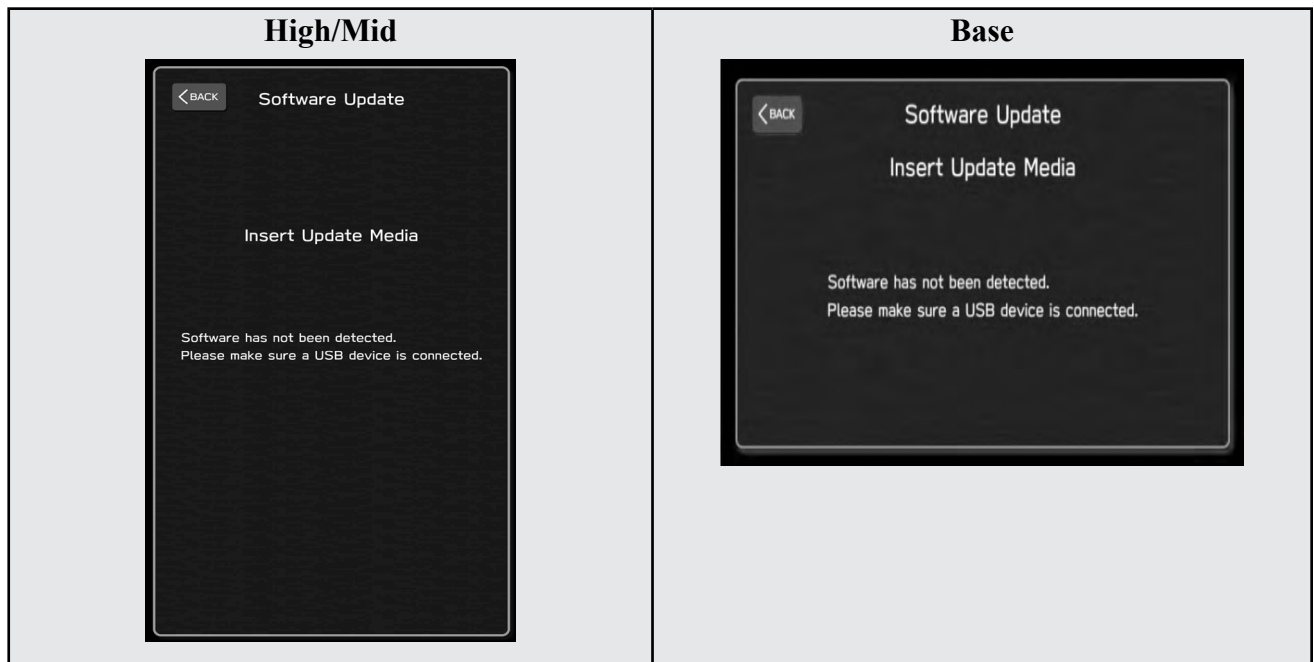 High/Mid
BACK
Software Update
Insert Update Media
Software has not been detected.
Please make sure a USB device is connected.
Base
BACK
Software Update
Insert Update Media
Software has not been detected.
Please make sure a USB device is connected.